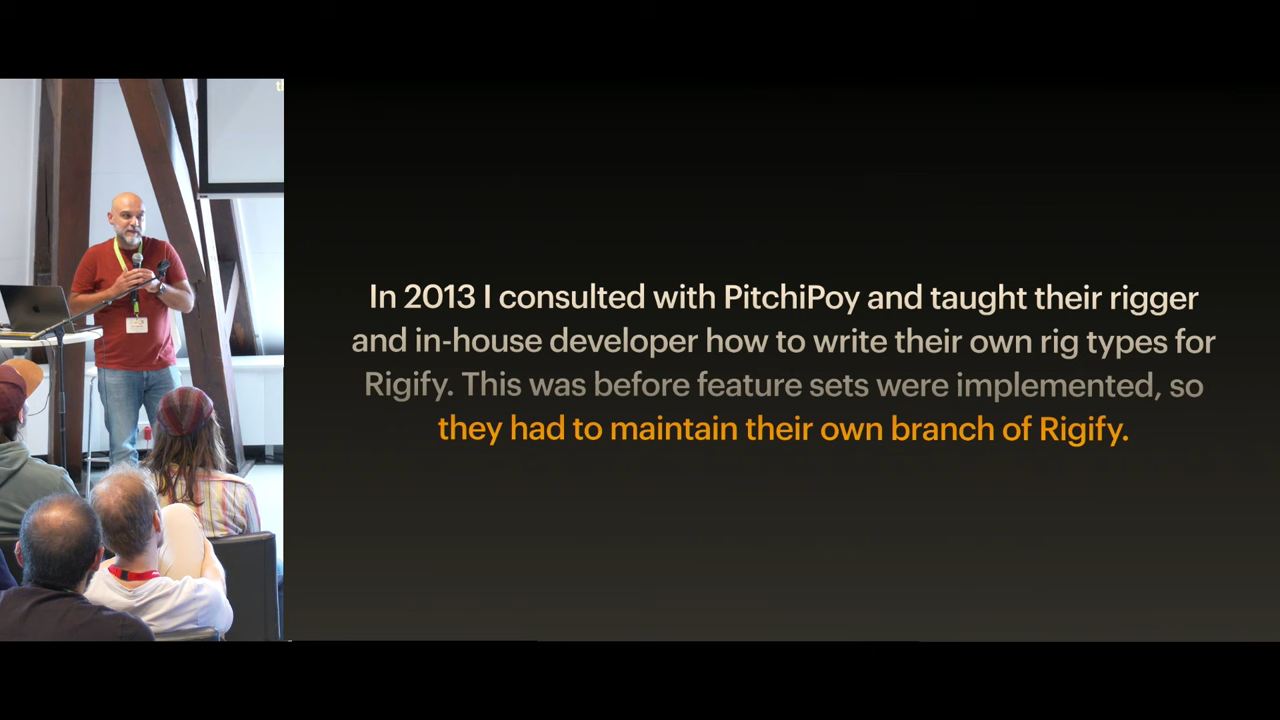 In 2013 I consulted with PitchiPoy and taught their rigger
and in-house developer how to write their own rig types for
Rigify. This was before feature sets were implemented, so
they had to maintain their own branch of Rigify.